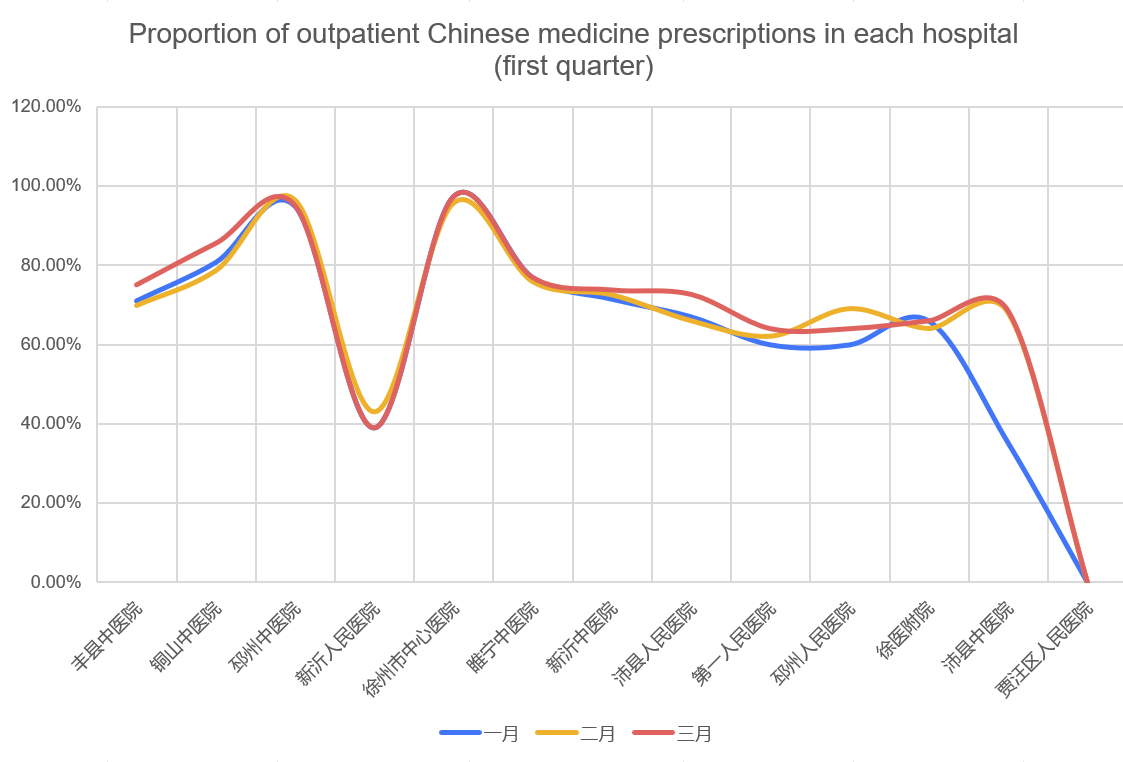 Proportion of outpatient Chinese medicine prescriptions in each hospital
(first quarter)
120.00%
100.00%
80.00%
60.00%
40.00%
20.00%
0.00%
丰县中医院
铜山中医院
邳州中医院
新沂人民医院
徐州市中心医院
睢宁中医院
新沂中医院
沛县人民医院
第一人民医院
邳州人民医院
徐医附院
沛县中医院
贾汪区人民医院
一月
二月
三月